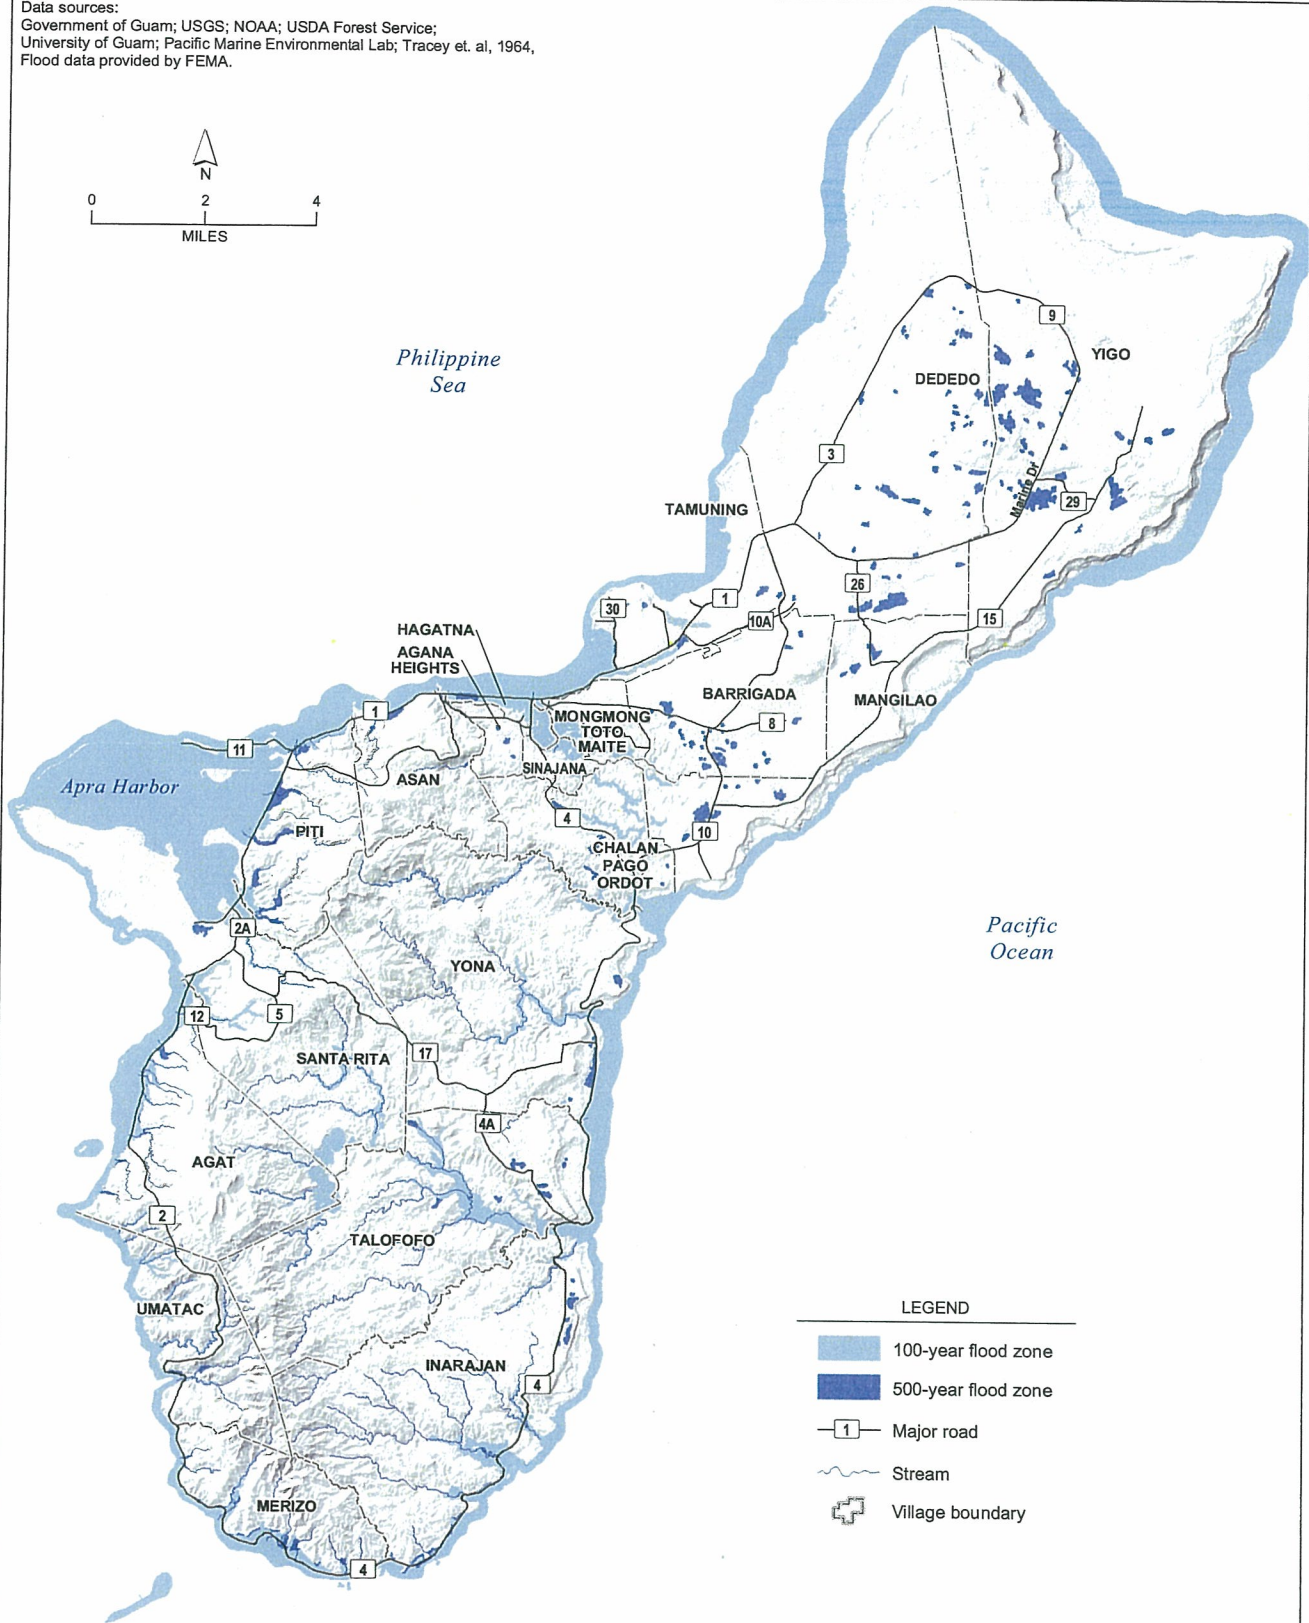 Data sources:
Government of Guam; USGS; NOAA; USDA Forest Service;
University of Guam; Pacific Marine Environmental Lab; Tracey et. al, 1964,
Flood data provided by FEMA.
N
0 2 4
MILES
Philippine
Sea
9
YIGO
DEDEDO
3
Marine Dr
29
TAMUNING
26
1
30
10A
15
HAGATNA
AGANA
HEIGHTS
BARRIGADA
MANGILAO
1
MONGMONG
TOTO
MAITE
8
11
SINAJANA
ASAN
Apra Harbor
4
PITI
10
CHALAN
PAGO
ORDOT
2A
Pacific
Ocean
YONA
12
5
17
SANTA RITA
4A
AGAT
2
TALOFOFO
UMATAC
INARAJAN
4
MERIZO
4
LEGEND
100-year flood zone
500-year flood zone
1 Major road
Stream
Village boundary